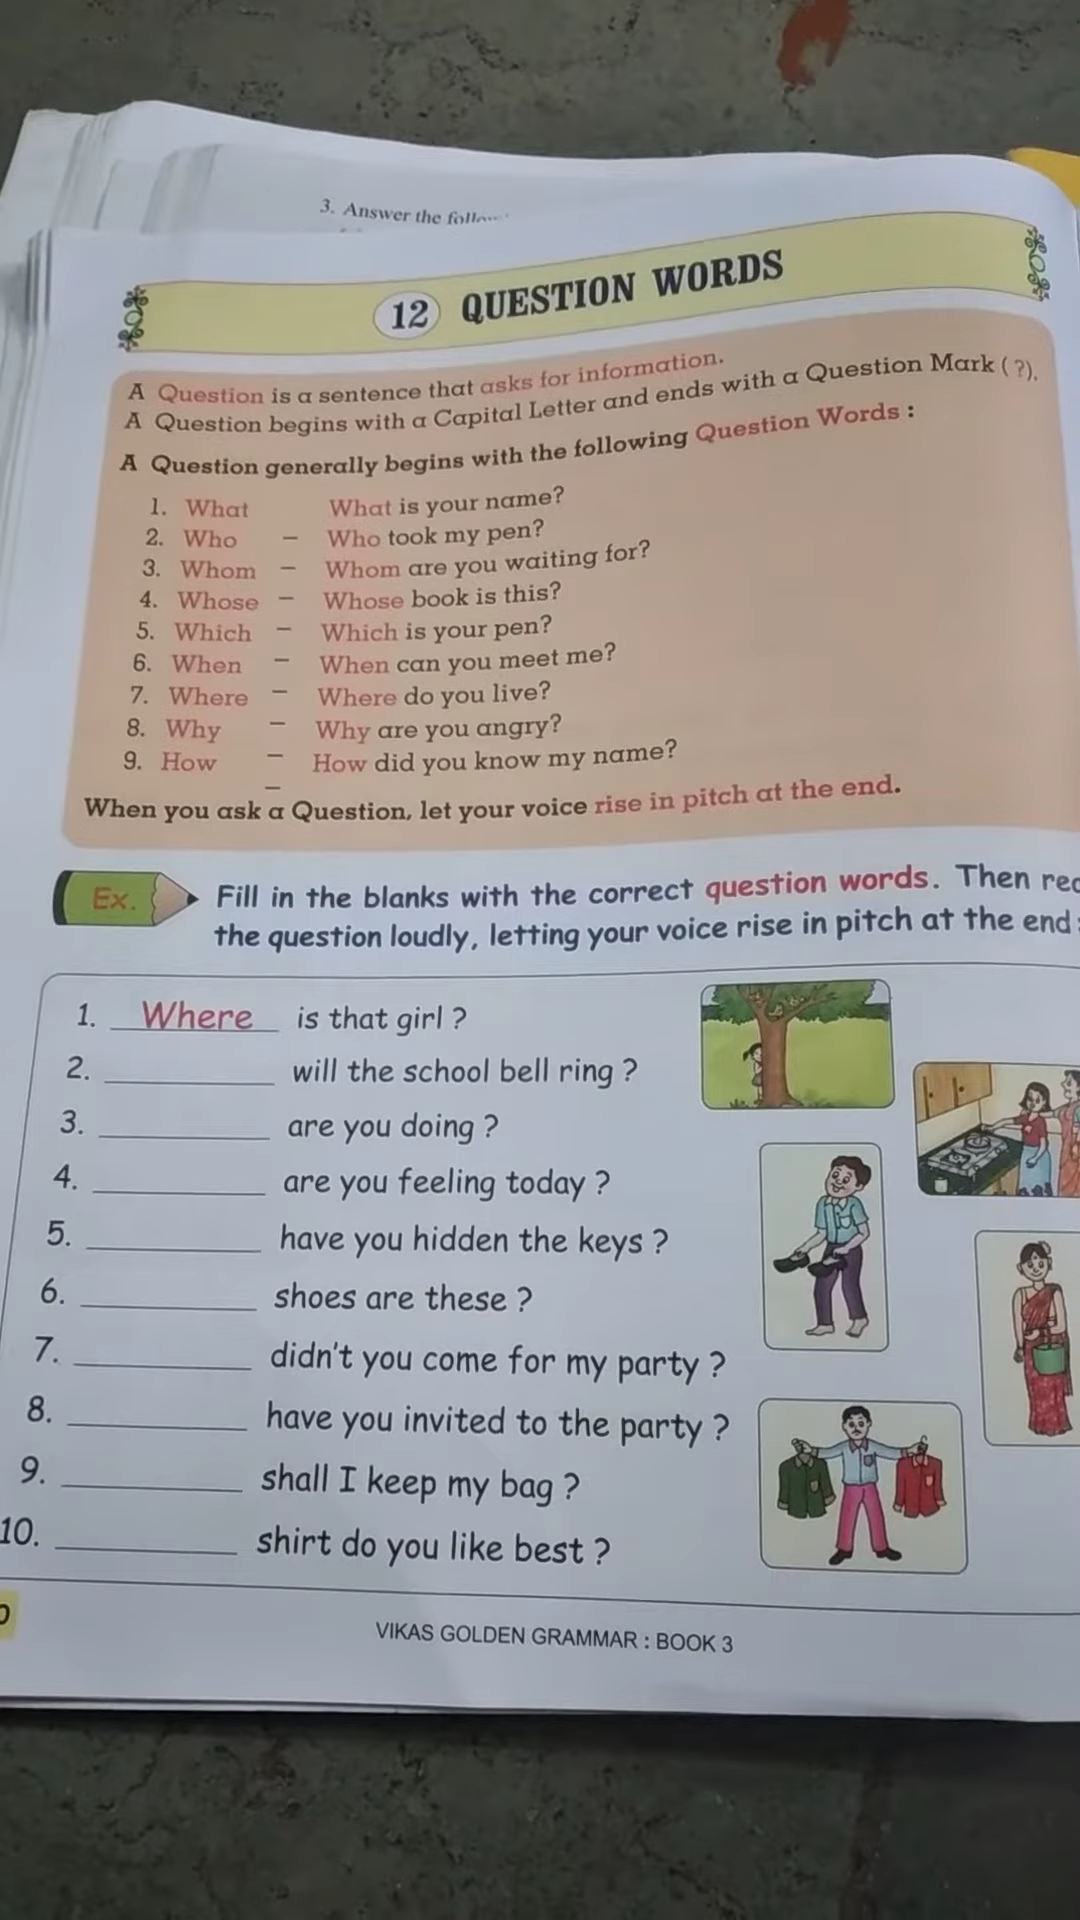 3. Answer the
12 QUESTION WORDS
A Question is a sentence that asks for information.
A Question begins with a Capital Letter and ends with a Question Mark (?).
A Question generally begins with the following Question Words :
1. What What is your name?
2. Who – Who took my pen?
3. Whom – Whom are you waiting for?
4. Whose – Whose book is this?
5. Which – Which is your pen?
6. When – When can you meet me?
7. Where – Where do you live?
8. Why – Why are you angry?
9. How – How did you know my name?
–
When you ask a Question, let your voice rise in pitch at the end.
Ex. Fill in the blanks with the correct question words. Then
the question loudly, letting your voice rise in pitch at the end
1. Where is that girl ?
2. __________ will the school bell ring ?
3. __________ are you doing ?
4. __________ are you feeling today ?
5. __________ have you hidden the keys ?
6. __________ shoes are these ?
7. __________ didn't you come for my party ?
8. __________ have you invited to the party ?
9. __________ shall I keep my bag ?
10. __________ shirt do you like best ?
VIKAS GOLDEN GRAMMAR : BOOK 3